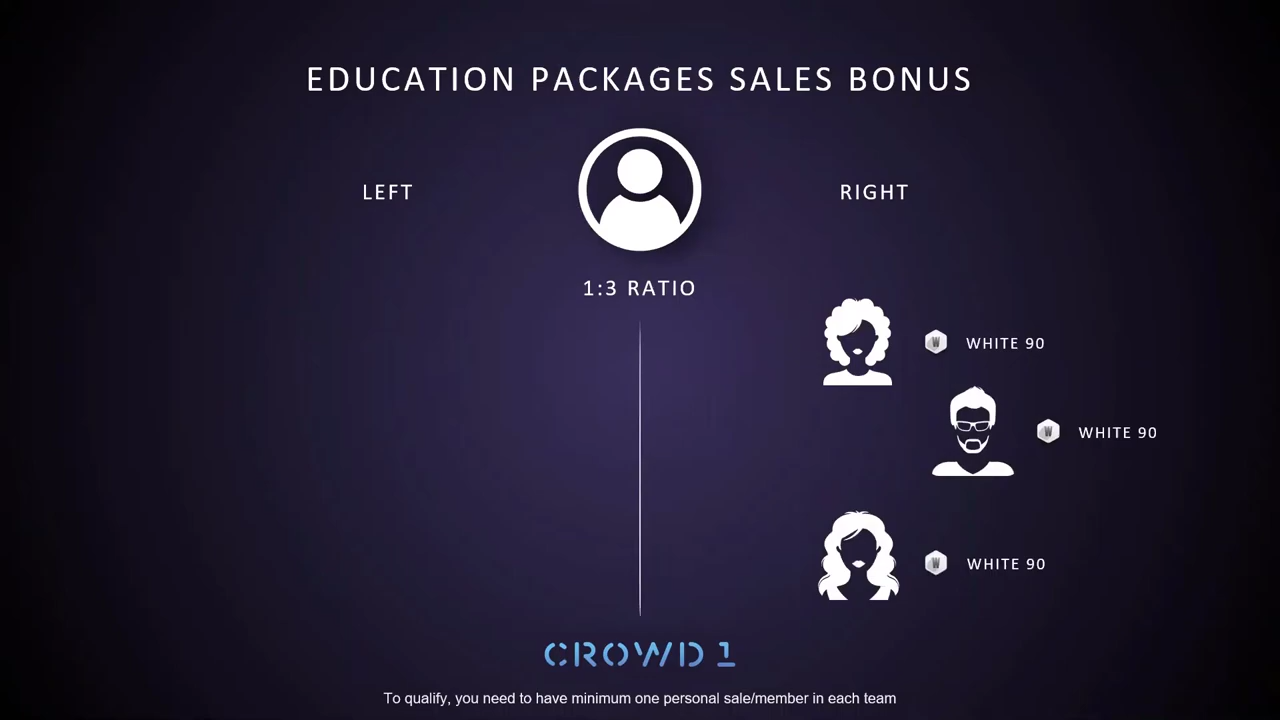 EDUCATION PACKAGES SALES BONUS
LEFT
RIGHT
1:3 RATIO
W WHITE 90
W WHITE 90
W WHITE 90
CROWD 1
To qualify, you need to have minimum one personal sale/member in each team